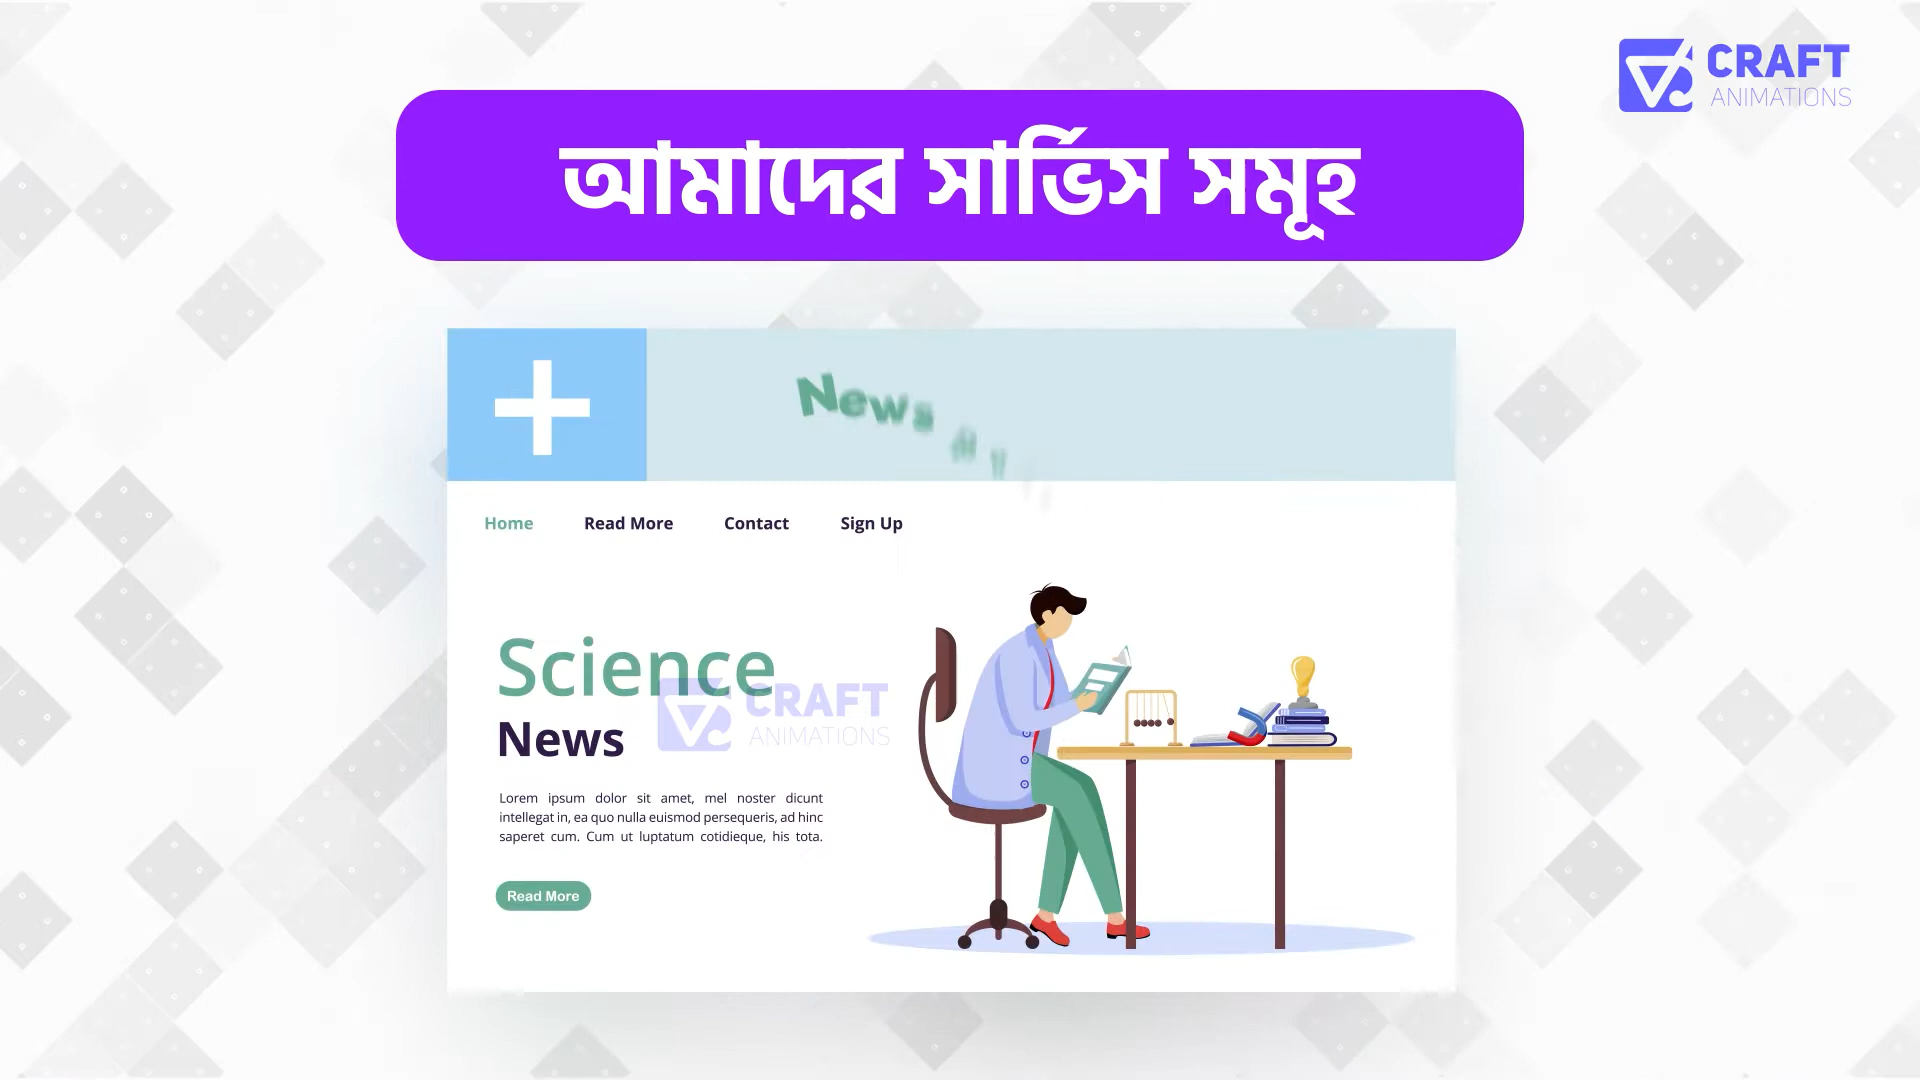 CRAFT
ANIMATIONS
আমাদের সার্ভিস সমূহ
News
Home Read More Contact Sign Up
Science
News
CRAFT
ANIMATIONS
Lorem ipsum dolor sit amet, mel noster dicunt
intellegat in, ea quo nulla euismod persequeris, ad hinc
saperet cum. Cum ut luptatum cotidieque, his tota.
Read More